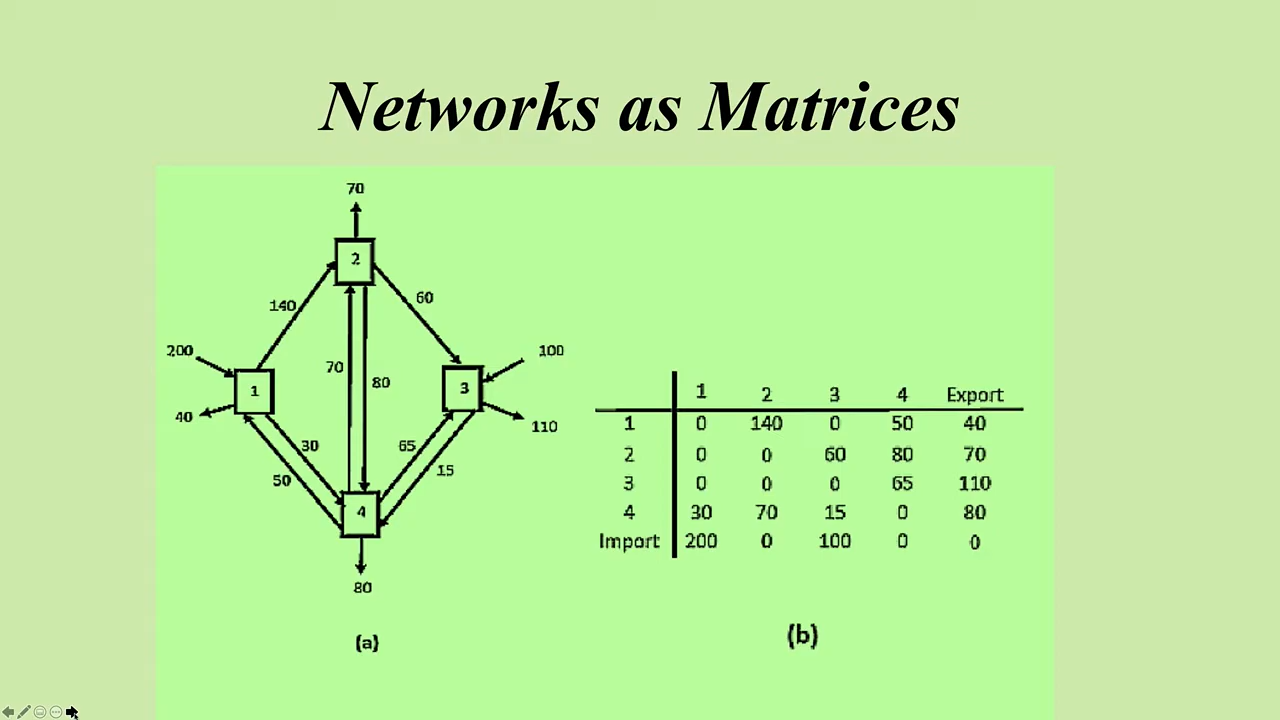 Networks as Matrices
70
2
140
60
200
100
70
80
1
3
40
110
30
65
50
15
4
80
(a)
1 2 3 4 Export
1 0 140 0 50 40
2 0 0 60 80 70
3 0 0 0 65 110
4 30 70 15 0 80
Import 200 0 100 0 0
(b)